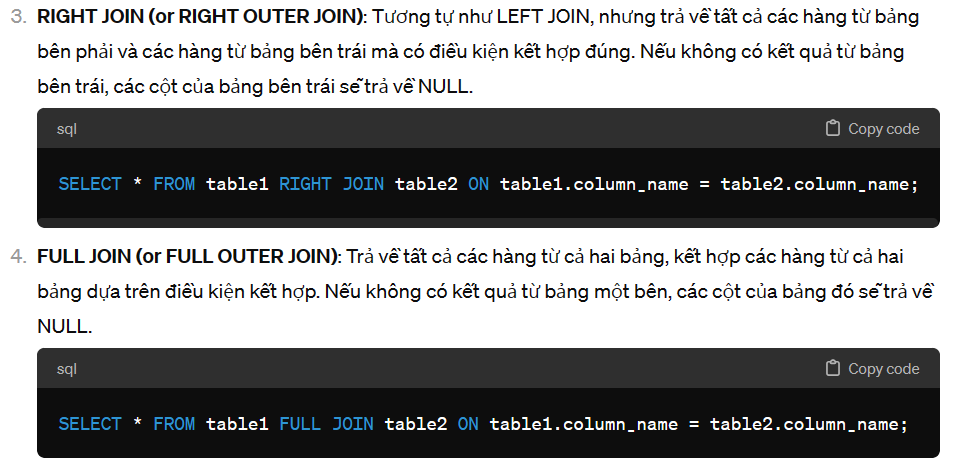 3. RIGHT JOIN (or RIGHT OUTER JOIN): Tương tự như LEFT JOIN, nhưng trả về tất cả các hàng từ bảng
bên phải và các hàng từ bảng bên trái mà có điều kiện kết hợp đúng. Nếu không có kết quả từ bảng
bên trái, các cột của bảng bên trái sẽ trả về NULL.
sql Copy code
SELECT * FROM table1 RIGHT JOIN table2 ON table1.column_name = table2.column_name;
4. FULL JOIN (or FULL OUTER JOIN): Trả về tất cả các hàng từ cả hai bảng, kết hợp các hàng từ cả hai
bảng dựa trên điều kiện kết hợp. Nếu không có kết quả từ bảng một bên, các cột của bảng đó sẽ trả về
NULL.
sql Copy code
SELECT * FROM table1 FULL JOIN table2 ON table1.column_name = table2.column_name;